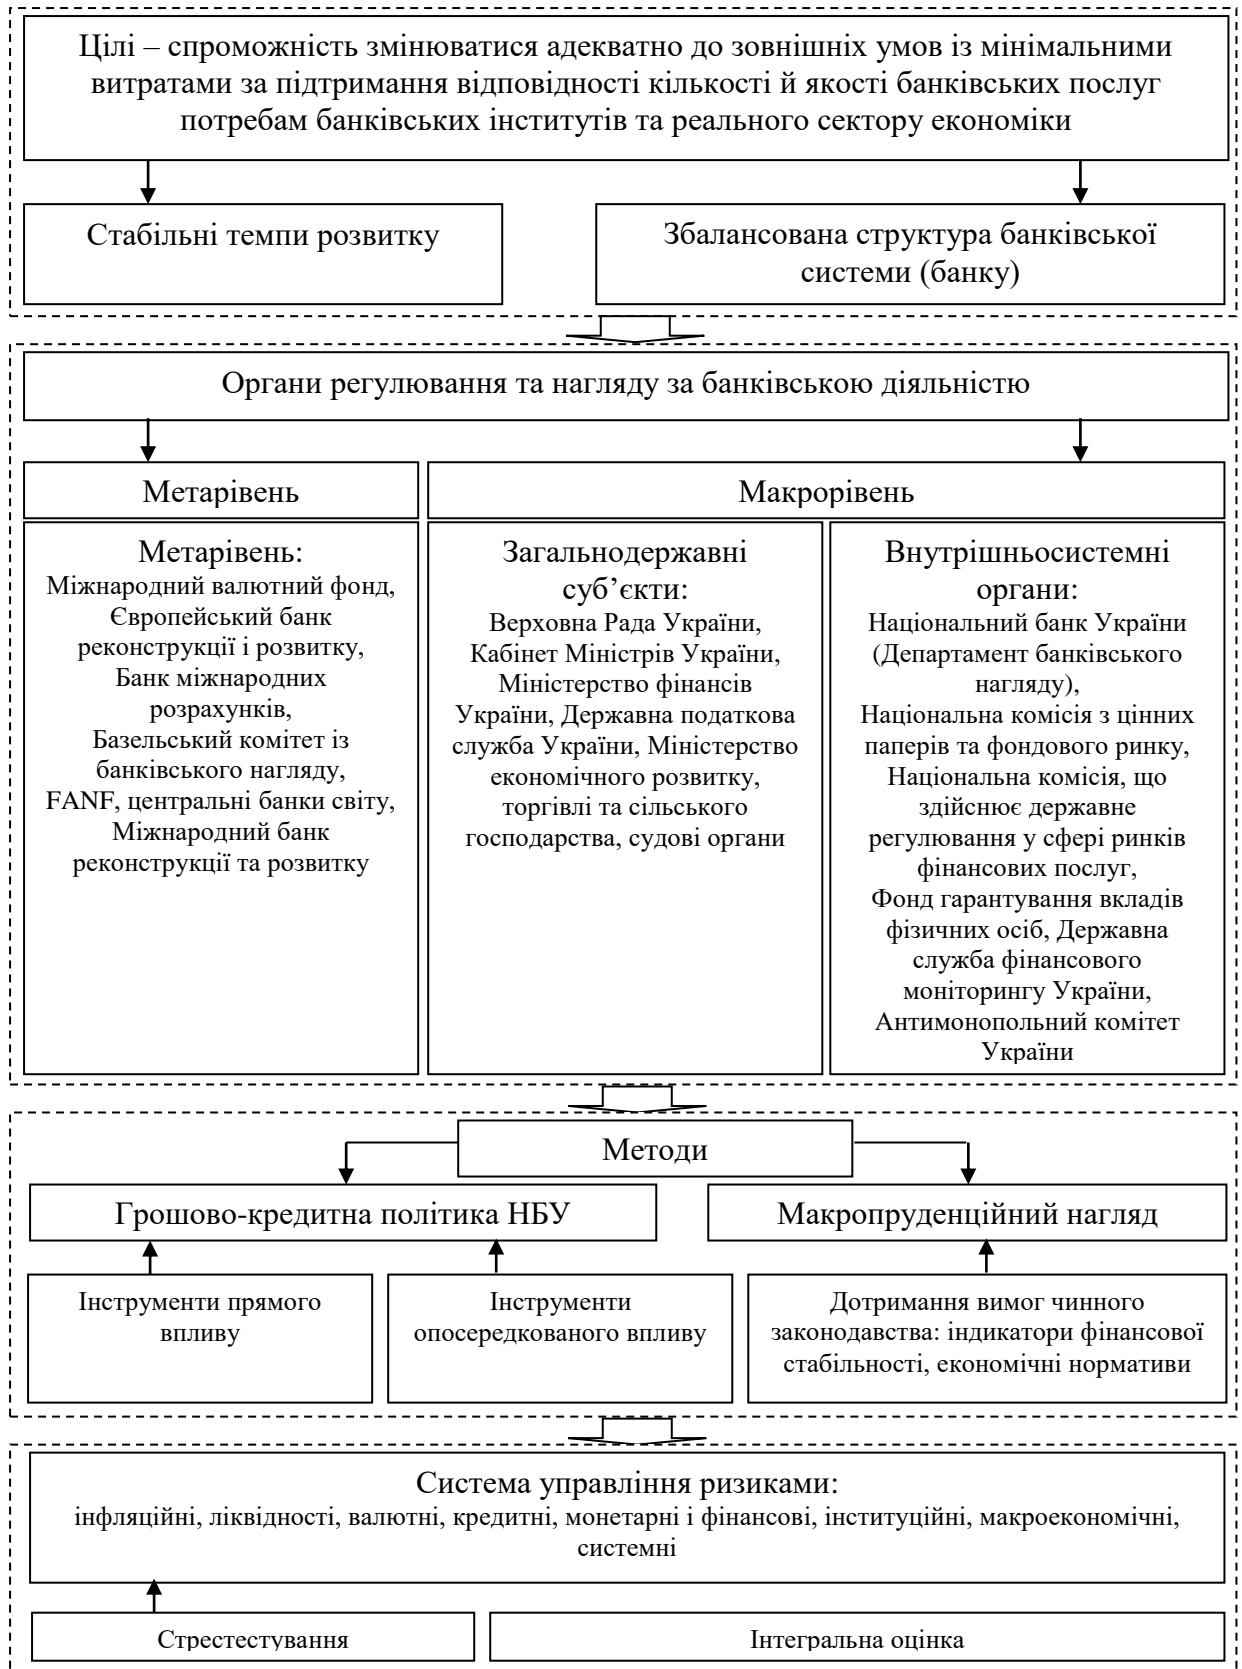 Цілі – спроможність змінюватися адекватно до зовнішніх умов із мінімальними
витратами за підтримання відповідності кількості й якості банківських послуг
потребам банківських інститутів та реального сектору економіки
Стабільні темпи розвитку
Збалансована структура банківської
системи (банку)
Органи регулювання та нагляду за банківською діяльністю
Метарівень
Макрорівень
Метарівень:
Міжнародний валютний фонд,
Європейський банк
реконструкції і розвитку,
Банк міжнародних
розрахунків,
Базельський комітет із
банківського нагляду,
FANF, центральні банки світу,
Міжнародний банк
реконструкції та розвитку
Загальнодержавні
суб’єкти:
Верховна Рада України,
Кабінет Міністрів України,
Міністерство фінансів
України, Державна податкова
служба України, Міністерство
економічного розвитку,
торгівлі та сільського
господарства, судові органи
Внутрішньосистемні
органи:
Національний банк України
(Департамент банківського
нагляду),
Національна комісія з цінних
паперів та фондового ринку,
Національна комісія, що
здійснює державне
регулювання у сфері ринків
фінансових послуг,
Фонд гарантування вкладів
фізичних осіб, Державна
служба фінансового
моніторингу України,
Антимонопольний комітет
України
Методи
Грошово-кредитна політика НБУ
Макропруденційний нагляд
Інструменти прямого
впливу
Інструменти
опосередкованого впливу
Дотримання вимог чинного
законодавства: індикатори фінансової
стабільності, економічні нормативи
Система управління ризиками:
інфляційні, ліквідності, валютні, кредитні, монетарні і фінансові, інституційні, макроекономічні,
системні
Стрестестування
Інтегральна оцінка